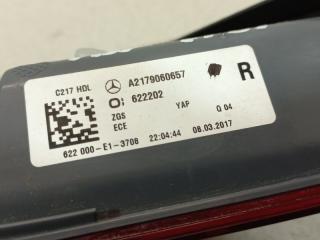 C217 HDL A2179060657 R
622202
ZGS YAP Q 04
ECE
622 000-E1-3708 22:04:44 08.03.2017